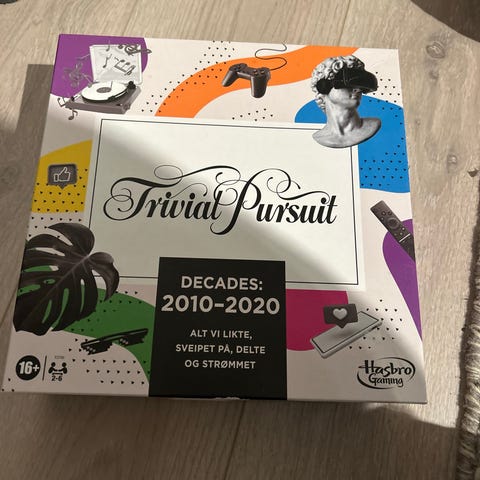 Trivial Pursuit
DECADES:
2010–2020
ALT VI LIKTE,
SVEIPET PÅ, DELTE
OG STRØMMET
16+
2-6
Hasbro
Gaming